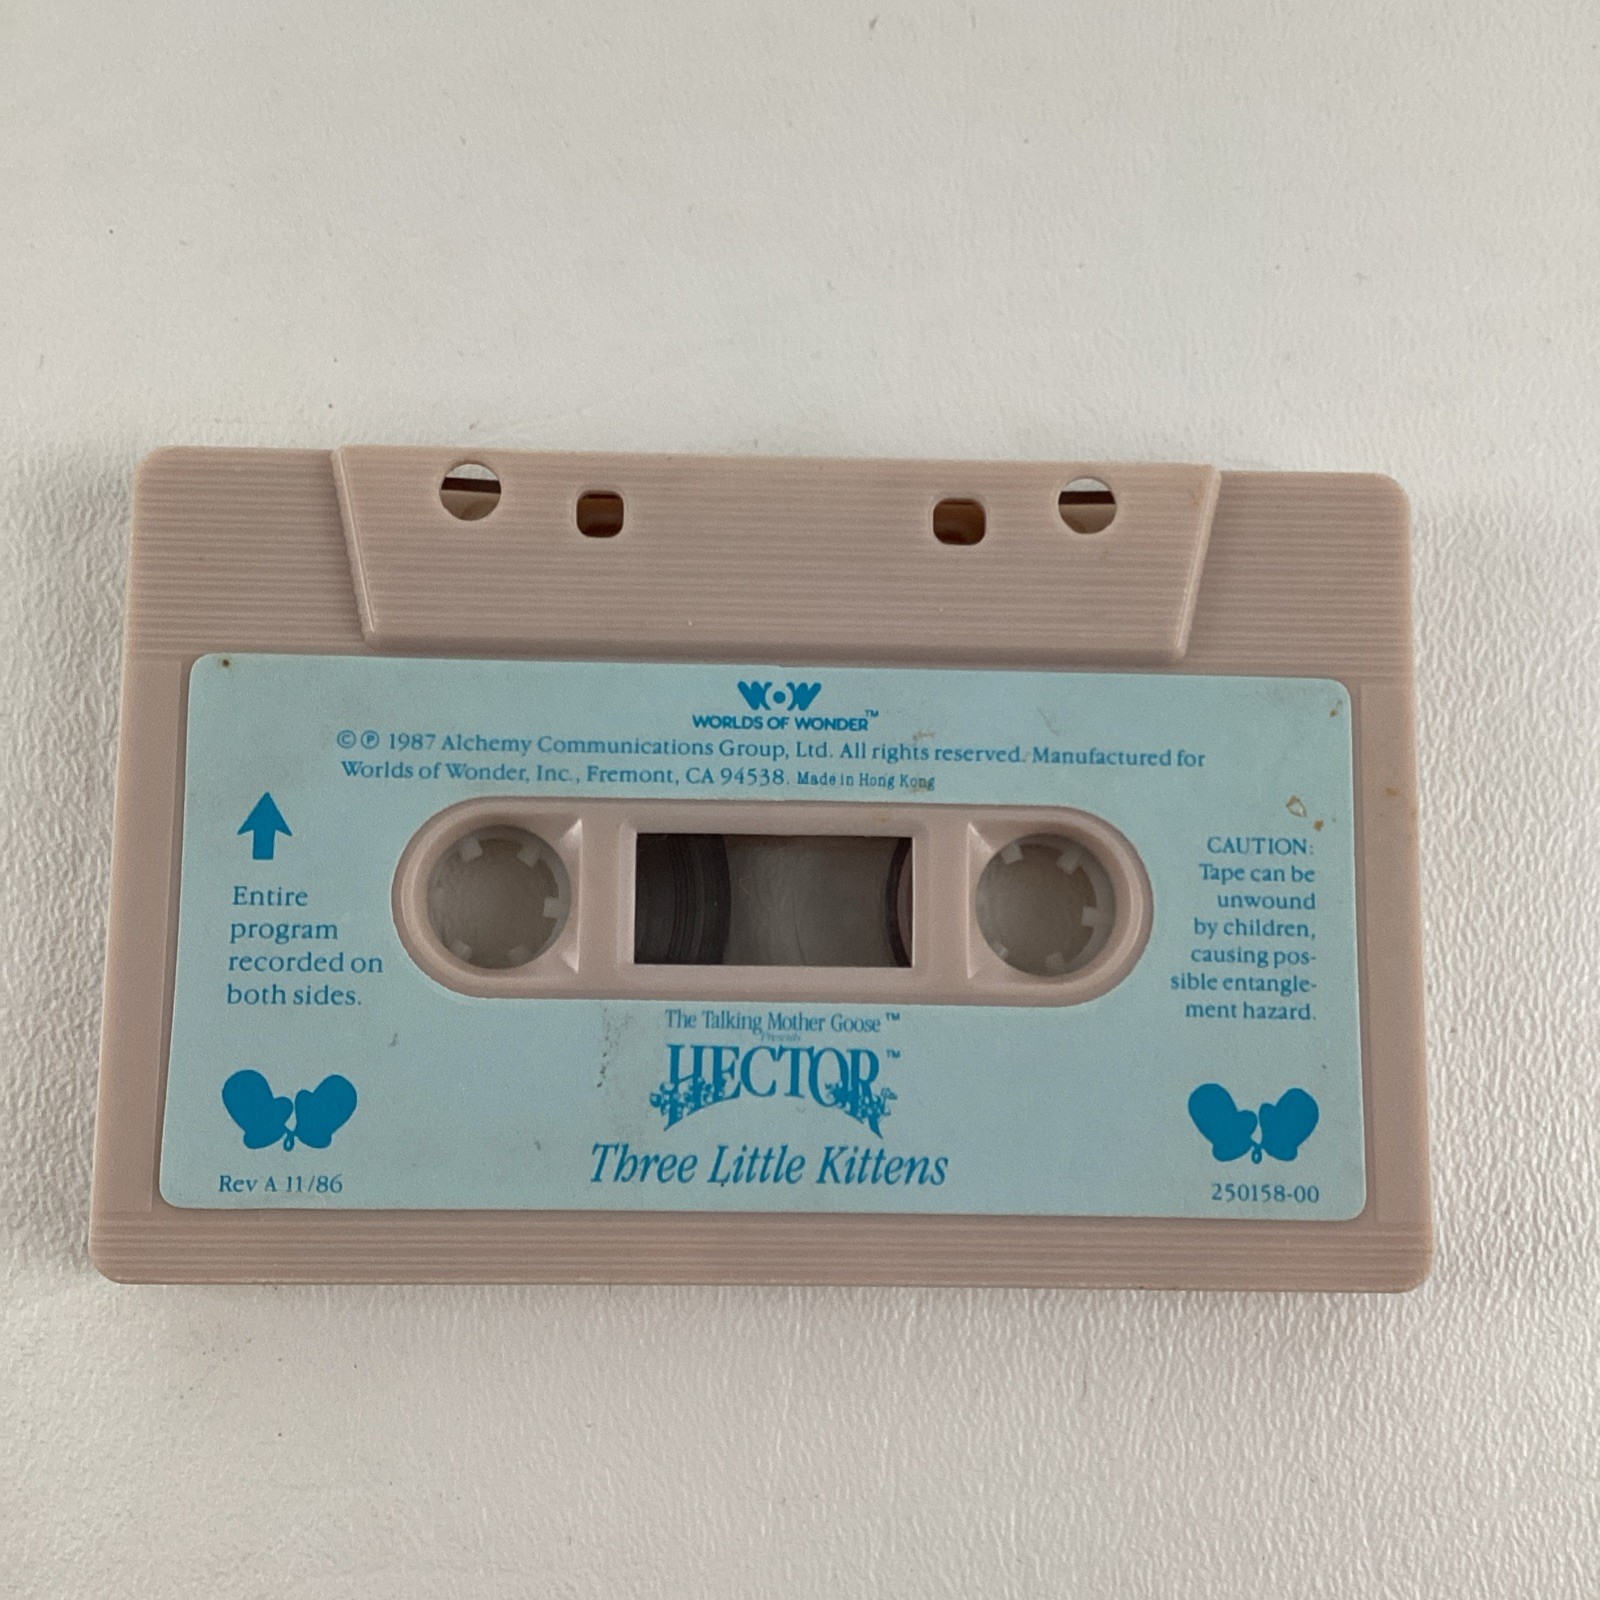 WOW
WORLDS OF WONDER™
©℗ 1987 Alchemy Communications Group, Ltd. All rights reserved. Manufactured for
Worlds of Wonder, Inc., Fremont, CA 94538. Made in Hong Kong
Entire
program
recorded on
both sides.
CAUTION:
Tape can be
unwound
by children,
causing pos-
sible entangle-
ment hazard.
The Talking Mother Goose™
Presents
HECTOR™
Three Little Kittens
Rev A 11/86
250158-00